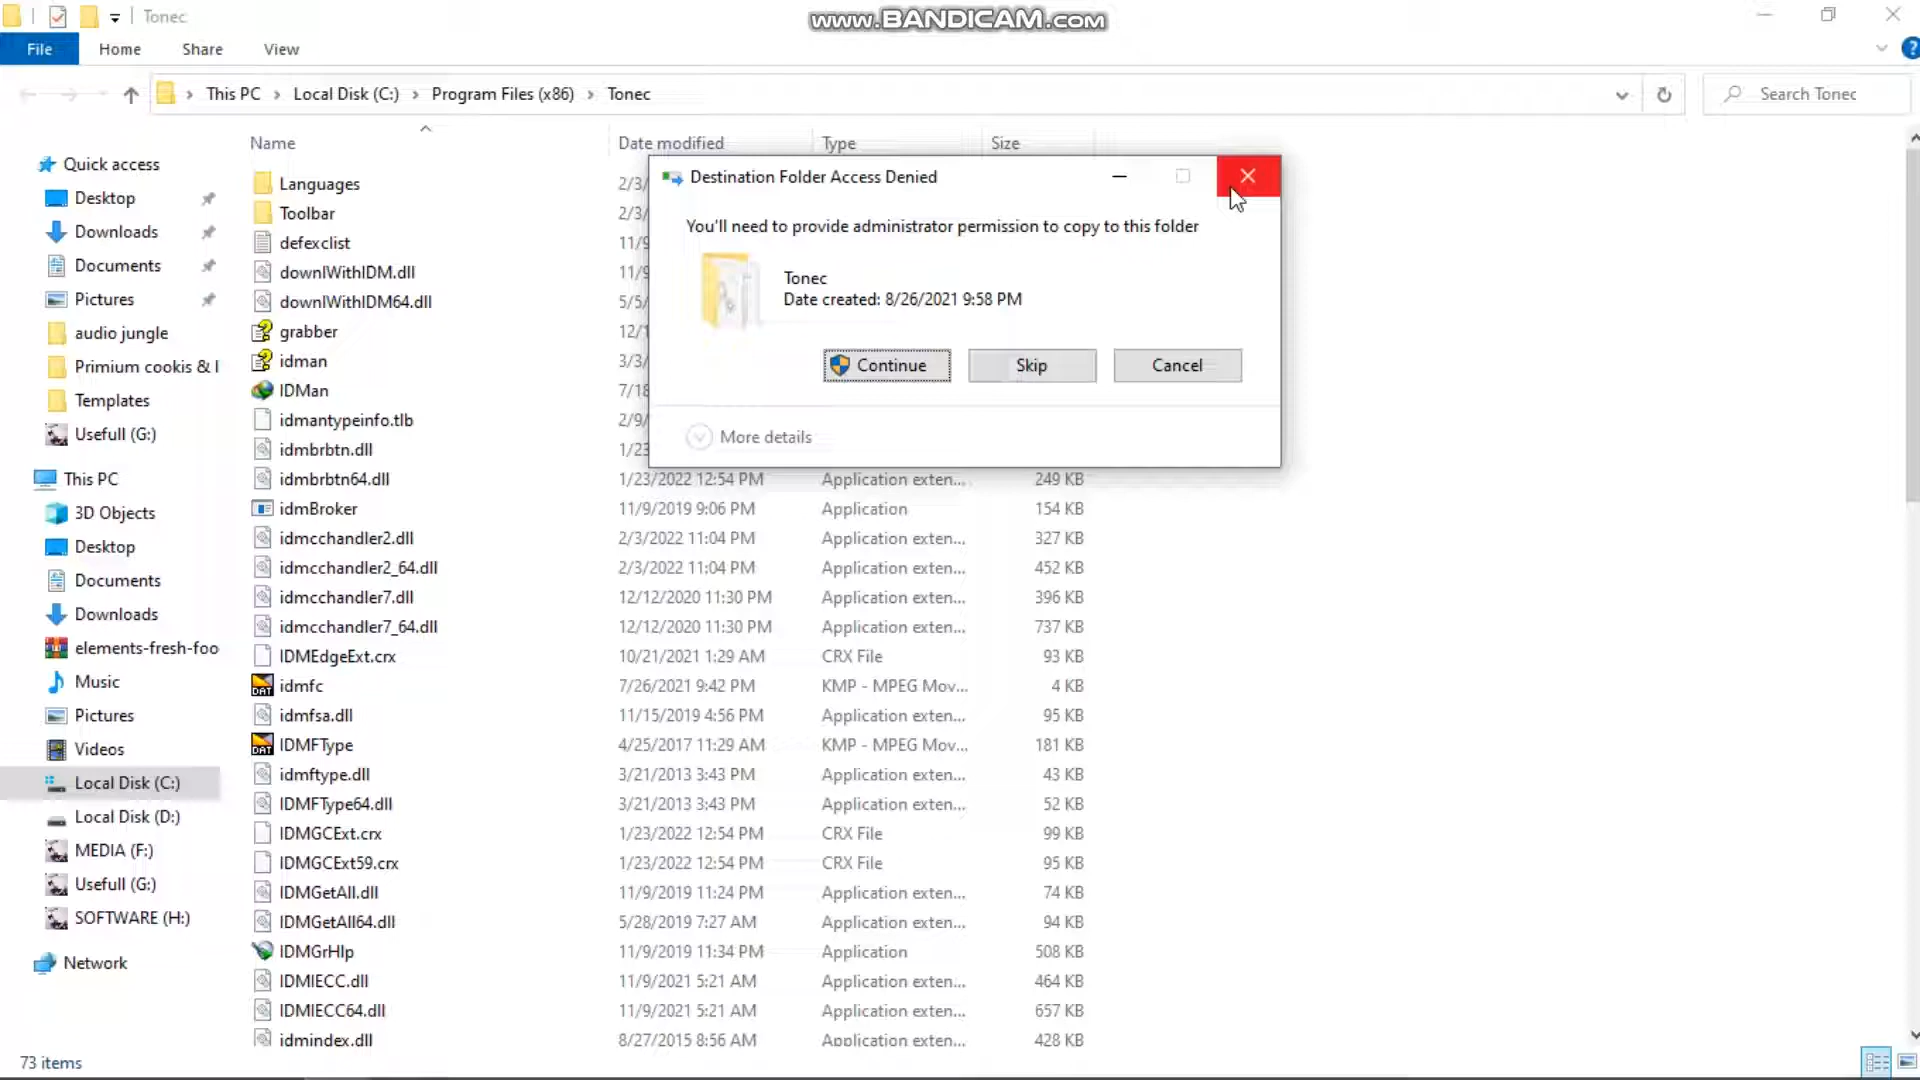 Tonec
www.BANDICAM.com
File Home Share View
This PC Local Disk (C:) Program Files (x86) Tonec
Search Tonec
Name Date modified Type Size
Quick access
Desktop
Downloads
Documents
Pictures
audio jungle
Primium cookis & I
Templates
Usefull (G:)
This PC
3D Objects
Desktop
Documents
Downloads
elements-fresh-foo
Music
Pictures
Videos
Local Disk (C:)
Local Disk (D:)
MEDIA (F:)
Usefull (G:)
SOFTWARE (H:)
Network
Languages 2/3/
Toolbar 2/3/
defexclist 11/9
downlWithIDM.dll 11/9
downlWithIDM64.dll 5/5/
grabber 12/1
idman 3/3/
IDMan 7/18
idmantypeinfo.tlb 2/9/
idmbrbtn.dll 1/23
idmbrbtn64.dll 1/23/2022 12:54 PM Application exten... 249 KB
idmBroker 11/9/2019 9:06 PM Application 154 KB
idmcchandler2.dll 2/3/2022 11:04 PM Application exten... 327 KB
idmcchandler2_64.dll 2/3/2022 11:04 PM Application exten... 452 KB
idmcchandler7.dll 12/12/2020 11:30 PM Application exten... 396 KB
idmcchandler7_64.dll 12/12/2020 11:30 PM Application exten... 737 KB
IDMEdgeExt.crx 10/21/2021 1:29 AM CRX File 93 KB
idmfc 7/26/2021 9:42 PM KMP - MPEG Mov... 4 KB
idmfsa.dll 11/15/2019 4:56 PM Application exten... 95 KB
IDMFType 4/25/2017 11:29 AM KMP - MPEG Mov... 181 KB
idmftype.dll 3/21/2013 3:43 PM Application exten... 43 KB
IDMFType64.dll 3/21/2013 3:43 PM Application exten... 52 KB
IDMGCExt.crx 1/23/2022 12:54 PM CRX File 99 KB
IDMGCExt59.crx 1/23/2022 12:54 PM CRX File 95 KB
IDMGetAll.dll 11/9/2019 11:24 PM Application exten... 74 KB
IDMGetAll64.dll 5/28/2019 7:27 AM Application exten... 94 KB
IDMGrHlp 11/9/2019 11:34 PM Application 508 KB
IDMIECC.dll 11/9/2021 5:21 AM Application exten... 464 KB
IDMIECC64.dll 11/9/2021 5:21 AM Application exten... 657 KB
idmindex.dll 8/27/2015 8:56 AM Application exten... 428 KB
Destination Folder Access Denied
You'll need to provide administrator permission to copy to this folder
Tonec
Date created: 8/26/2021 9:58 PM
Continue Skip Cancel
More details
73 items